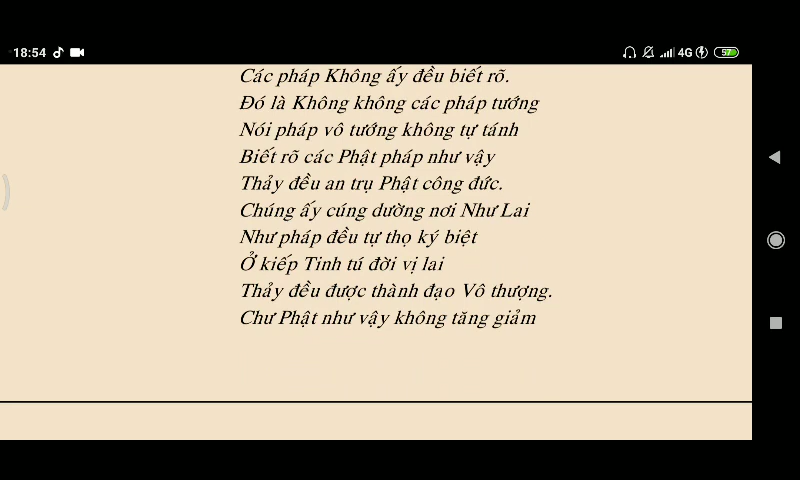 18:54
4G
57
Các pháp Không ấy đều biết rõ.
Đó là Không không các pháp tướng
Nói pháp vô tướng không tự tánh
Biết rõ các Phật pháp như vậy
Thảy đều an trụ Phật công đức.
Chúng ấy cúng dường nơi Như Lai
Như pháp đều tự thọ ký biệt
Ở kiếp Tinh tú đời vị lai
Thảy đều được thành đạo Vô thượng.
Chư Phật như vậy không tăng giảm